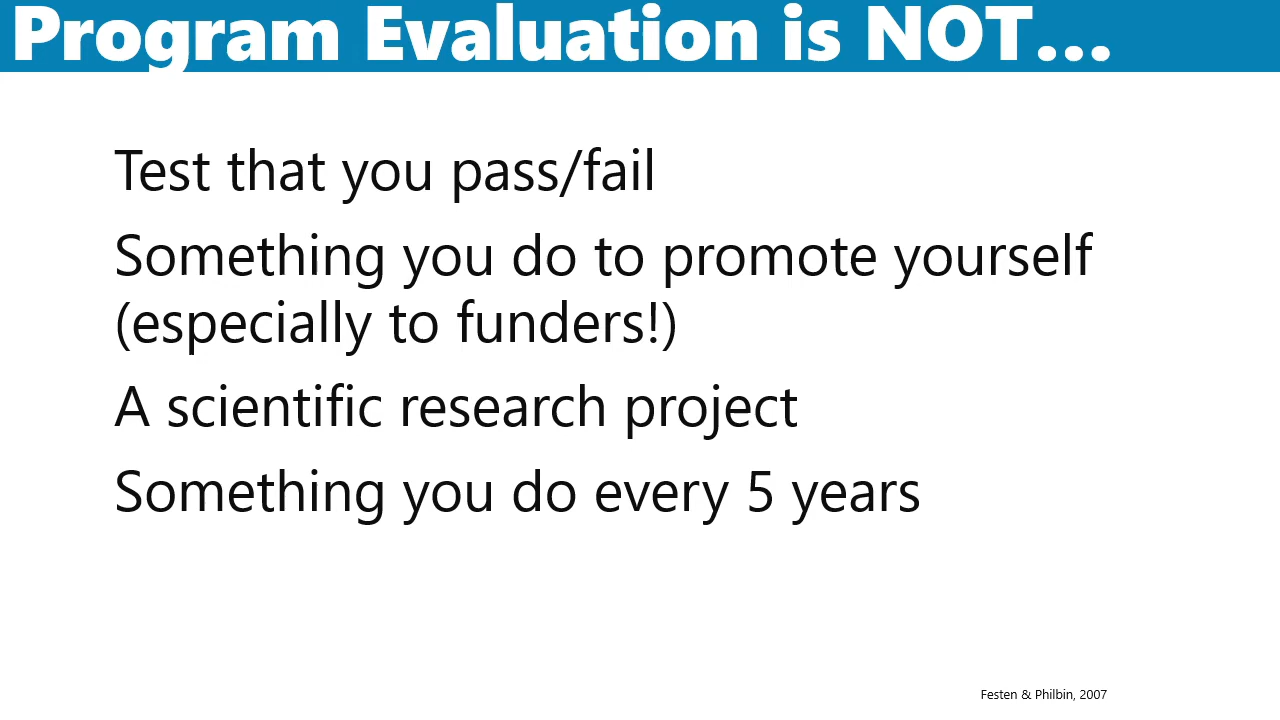 Program Evaluation is NOT...
Test that you pass/fail
Something you do to promote yourself
(especially to funders!)
A scientific research project
Something you do every 5 years
Festen & Philbin, 2007